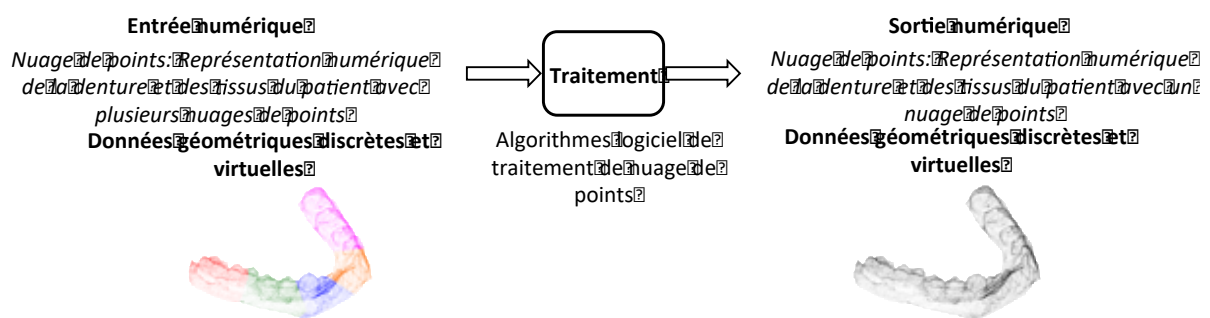 Entrée numérique
Nuage de points: Représentation numérique
de la denture et des tissus du patient avec
plusieurs nuages de points
Données géométriques discrètes et
virtuelles
Traitement
Algorithmes logiciel de
traitement de nuage de
points
Sortie numérique
Nuage de points: Représentation numérique
de la denture et des tissus du patient avec un
nuage de points
Données géométriques discrètes et
virtuelles